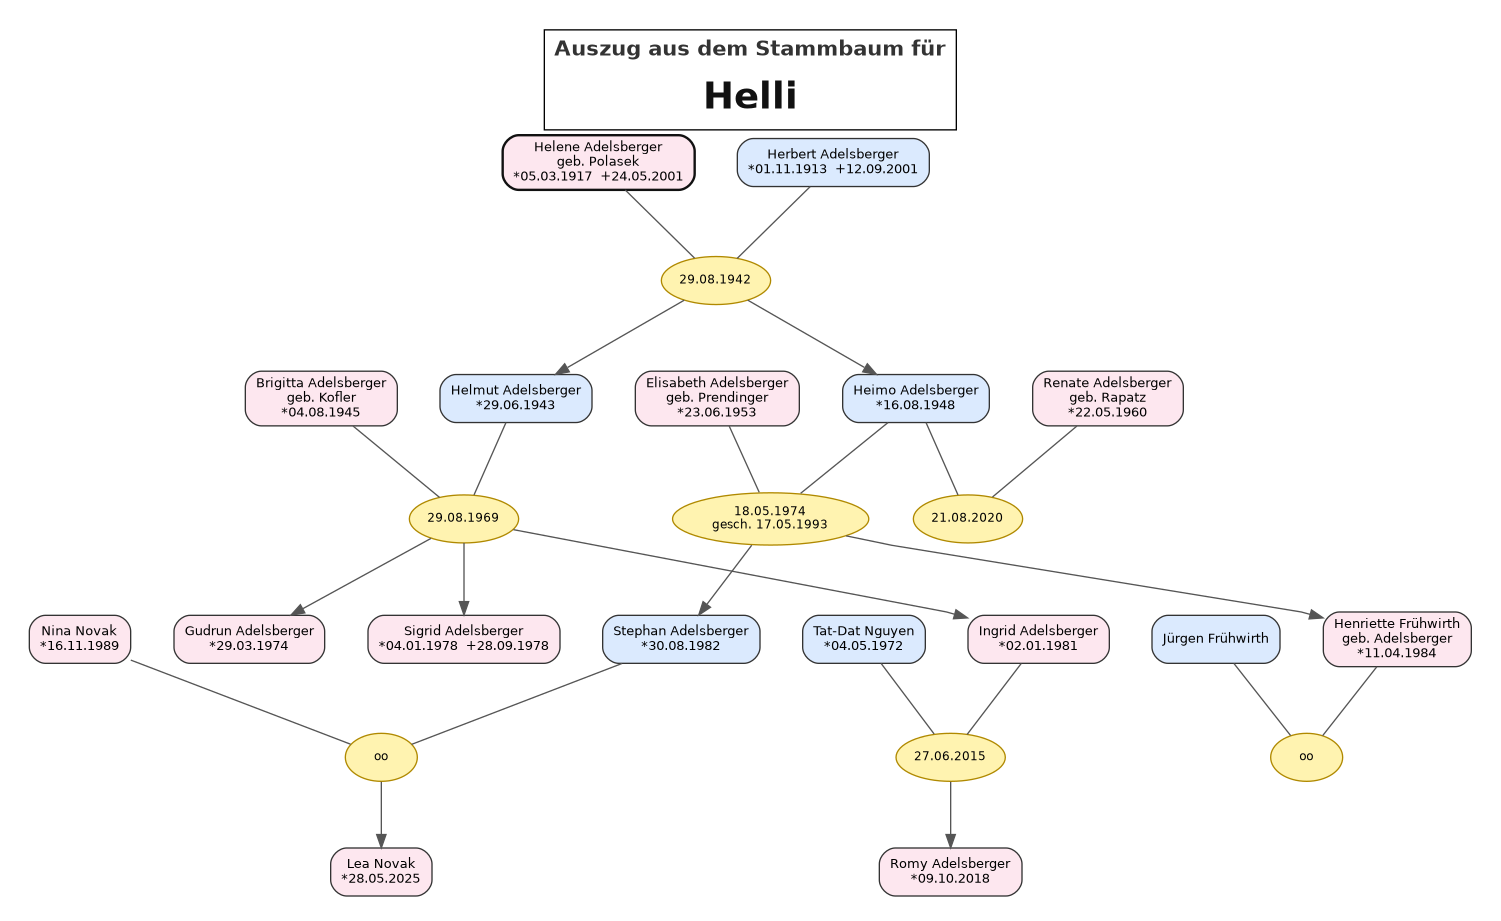 Auszug aus dem Stammbaum für
Helli
Helene Adelsberger
geb. Polasek
*05.03.1917  +24.05.2001
Herbert Adelsberger
*01.11.1913  +12.09.2001
29.08.1942
Brigitta Adelsberger
geb. Kofler
*04.08.1945
Helmut Adelsberger
*29.06.1943
Elisabeth Adelsberger
geb. Prendinger
*23.06.1953
Heimo Adelsberger
*16.08.1948
Renate Adelsberger
geb. Rapatz
*22.05.1960
29.08.1969
18.05.1974
gesch. 17.05.1993
21.08.2020
Nina Novak
*16.11.1989
Gudrun Adelsberger
*29.03.1974
Sigrid Adelsberger
*04.01.1978  +28.09.1978
Stephan Adelsberger
*30.08.1982
Tat-Dat Nguyen
*04.05.1972
Ingrid Adelsberger
*02.01.1981
Jürgen Frühwirth
Henriette Frühwirth
geb. Adelsberger
*11.04.1984
oo
27.06.2015
oo
Lea Novak
*28.05.2025
Romy Adelsberger
*09.10.2018